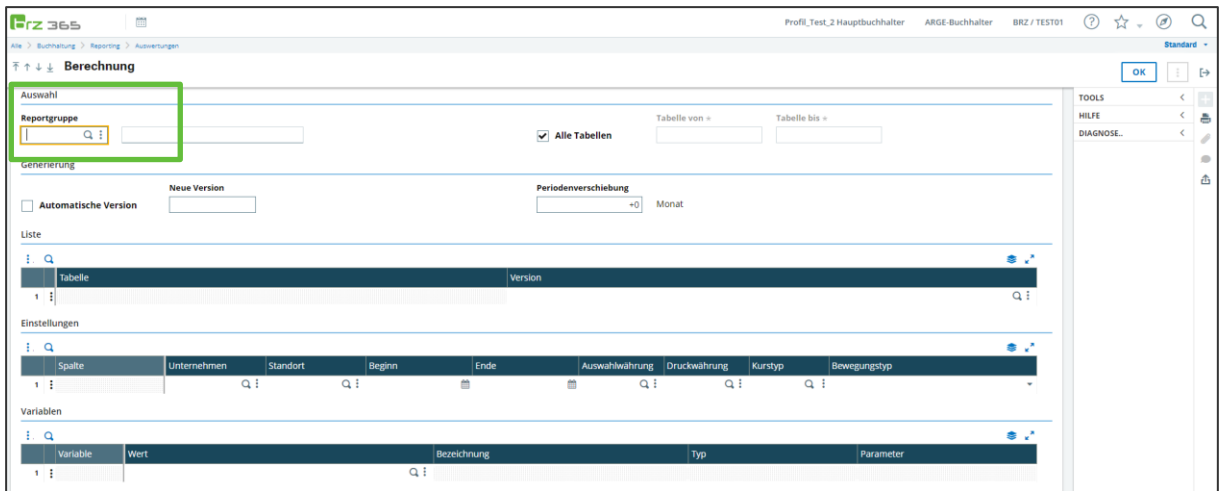 brz 365
Profil_Test_2 Hauptbuchhalter ARGE-Buchhalter BRZ / TEST01
Alle > Buchhaltung > Reporting > Auswertungen
Standard
Berechnung
OK
Auswahl
TOOLS
Reportgruppe
Tabelle von
Tabelle bis
HILFE
Alle Tabellen
DIAGNOSE..
Generierung
Neue Version
Periodenverschiebung
Automatische Version
+0 Monat
Liste
Tabelle Version
1
Einstellungen
Spalte Unternehmen Standort Beginn Ende Auswahlwährung Druckwährung Kurstyp Bewegungstyp
1
Variablen
Variable Wert Bezeichnung Typ Parameter
1